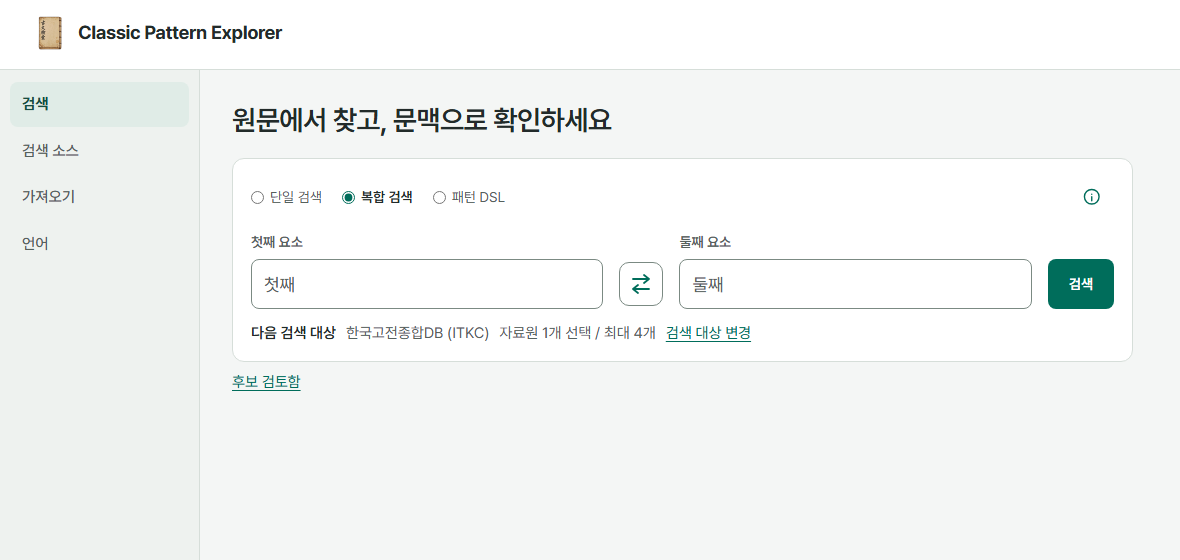 Classic Pattern Explorer
검색
검색 소스
가져오기
언어
원문에서 찾고, 문맥으로 확인하세요
단일 검색 복합 검색 패턴 DSL
첫째 요소 둘째 요소
첫째 둘째 검색
다음 검색 대상 한국고전종합DB (ITKC) 자료원 1개 선택 / 최대 4개 검색 대상 변경
후보 검토함